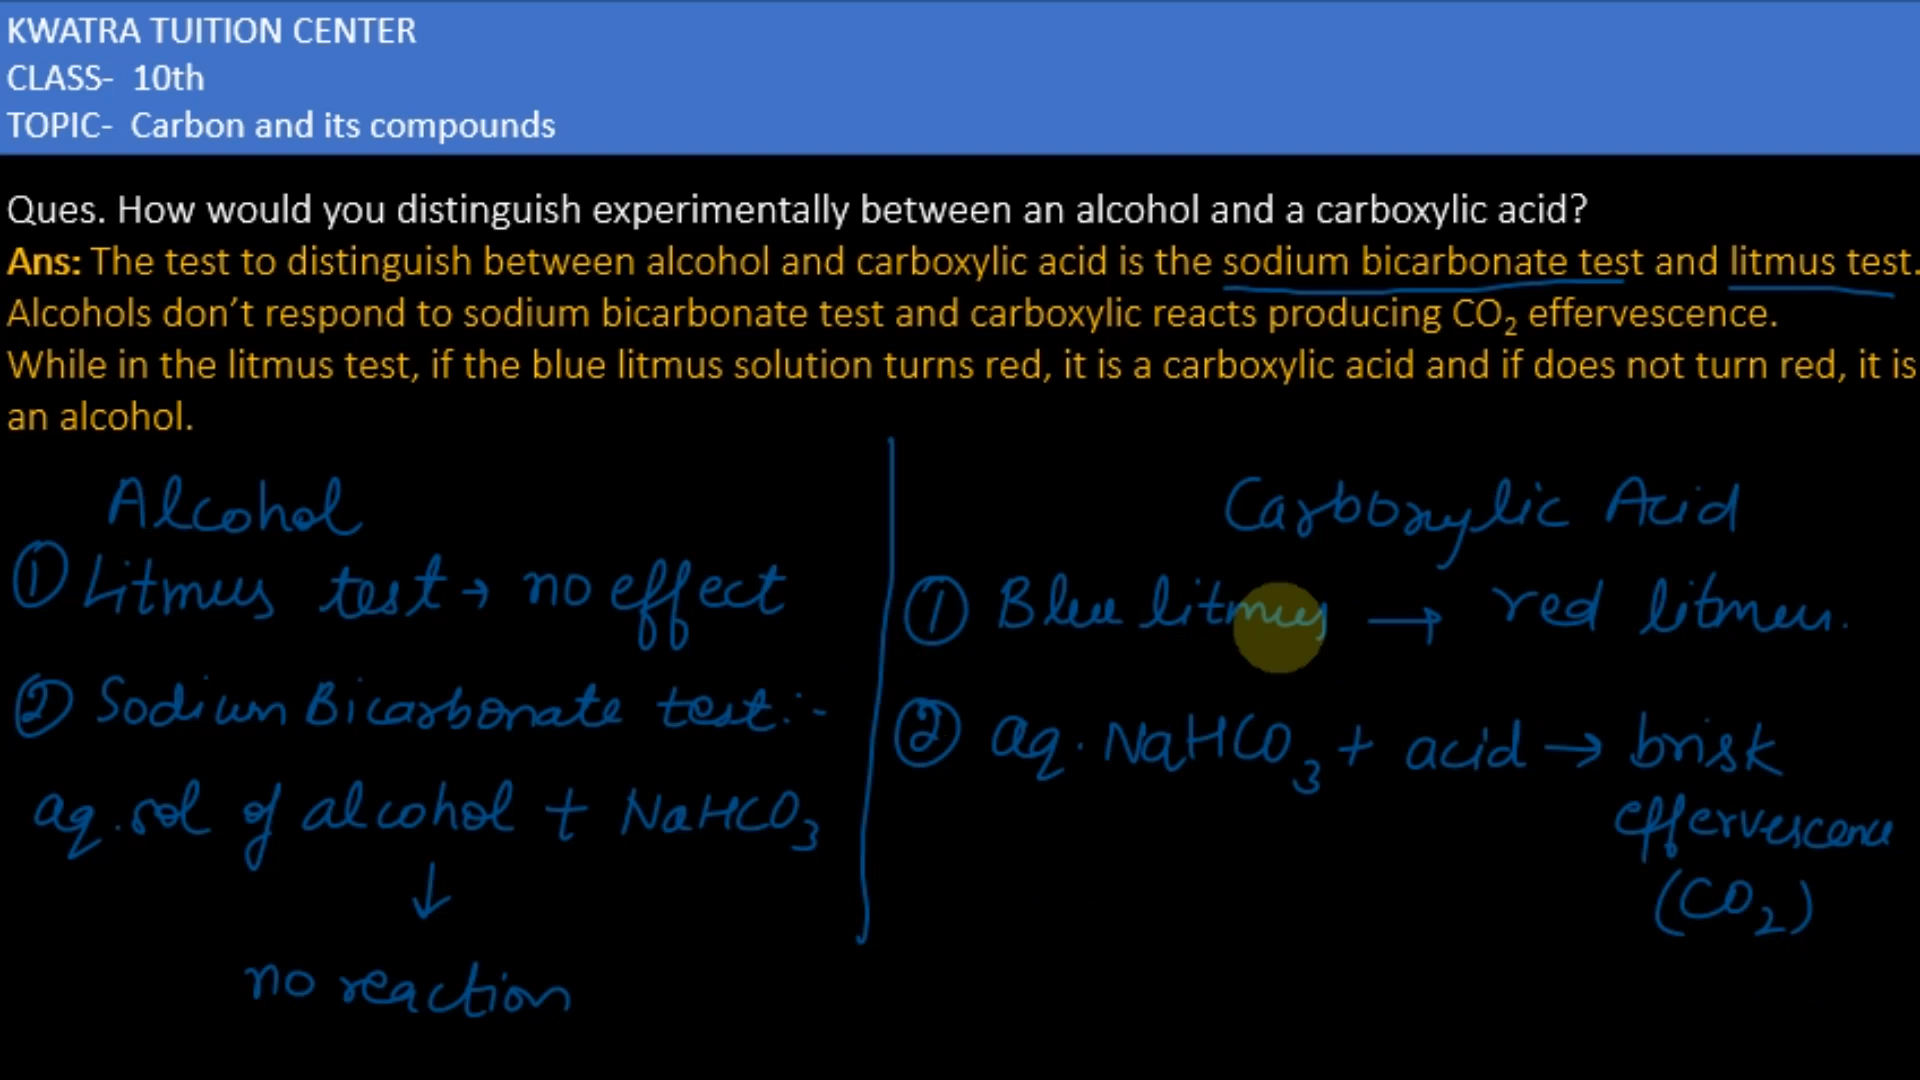 KWATRA TUITION CENTER
CLASS- 10th
TOPIC- Carbon and its compounds
Ques. How would you distinguish experimentally between an alcohol and a carboxylic acid?
Ans: The test to distinguish between alcohol and carboxylic acid is the sodium bicarbonate test and litmus test.
Alcohols don’t respond to sodium bicarbonate test and carboxylic reacts producing CO₂ effervescence.
While in the litmus test, if the blue litmus solution turns red, it is a carboxylic acid and if does not turn red, it is
an alcohol.
Alcohol
① Litmus test → no effect
② Sodium Bicarbonate test:-
aq. sol of alcohol + NaHCO₃
↓
no reaction
Carboxylic Acid
① Blue litmus → red litmus.
② aq. NaHCO₃ + acid → brisk
effervescence
(CO₂)